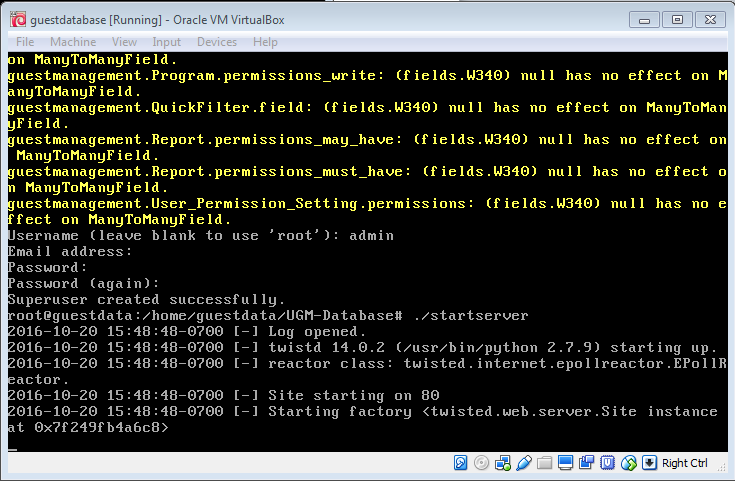 guestdatabase [Running] - Oracle VM VirtualBox
File Machine View Input Devices Help
on ManyToManyField.
guestmanagement.Program.permissions_write: (fields.W340) null has no effect on M
anyToManyField.
guestmanagement.QuickFilter.field: (fields.W340) null has no effect on ManyToMan
yField.
guestmanagement.Report.permissions_may_have: (fields.W340) null has no effect on
 ManyToManyField.
guestmanagement.Report.permissions_must_have: (fields.W340) null has no effect o
n ManyToManyField.
guestmanagement.User_Permission_Setting.permissions: (fields.W340) null has no e
ffect on ManyToManyField.
Username (leave blank to use 'root'): admin
Email address:
Password:
Password (again):
Superuser created successfully.
root@guestdata:/home/guestdata/UGM-Database# ./startserver
2016-10-20 15:48:48-0700 [-] Log opened.
2016-10-20 15:48:48-0700 [-] twistd 14.0.2 (/usr/bin/python 2.7.9) starting up.
2016-10-20 15:48:48-0700 [-] reactor class: twisted.internet.epollreactor.EPollR
eactor.
2016-10-20 15:48:48-0700 [-] Site starting on 80
2016-10-20 15:48:48-0700 [-] Starting factory <twisted.web.server.Site instance
at 0x7f249fb4a6c8>
Right Ctrl